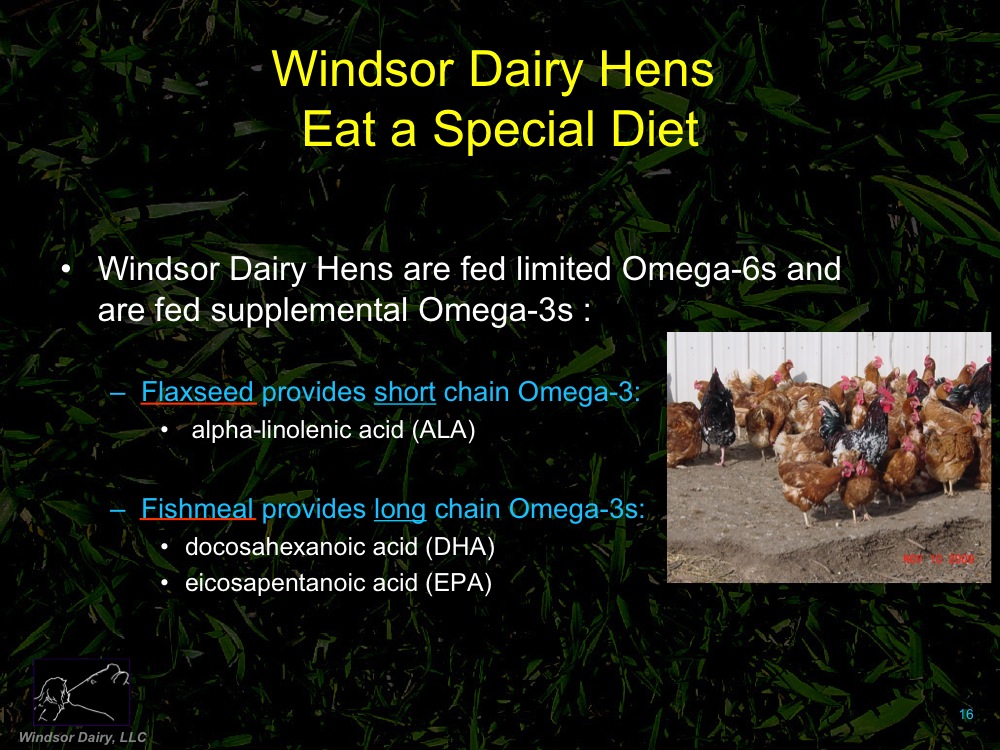 Windsor Dairy Hens
Eat a Special Diet
• Windsor Dairy Hens are fed limited Omega-6s and
are fed supplemental Omega-3s :
– Flaxseed provides short chain Omega-3:
• alpha-linolenic acid (ALA)
– Fishmeal provides long chain Omega-3s:
• docosahexanoic acid (DHA)
• eicosapentanoic acid (EPA)
Windsor Dairy, LLC
16